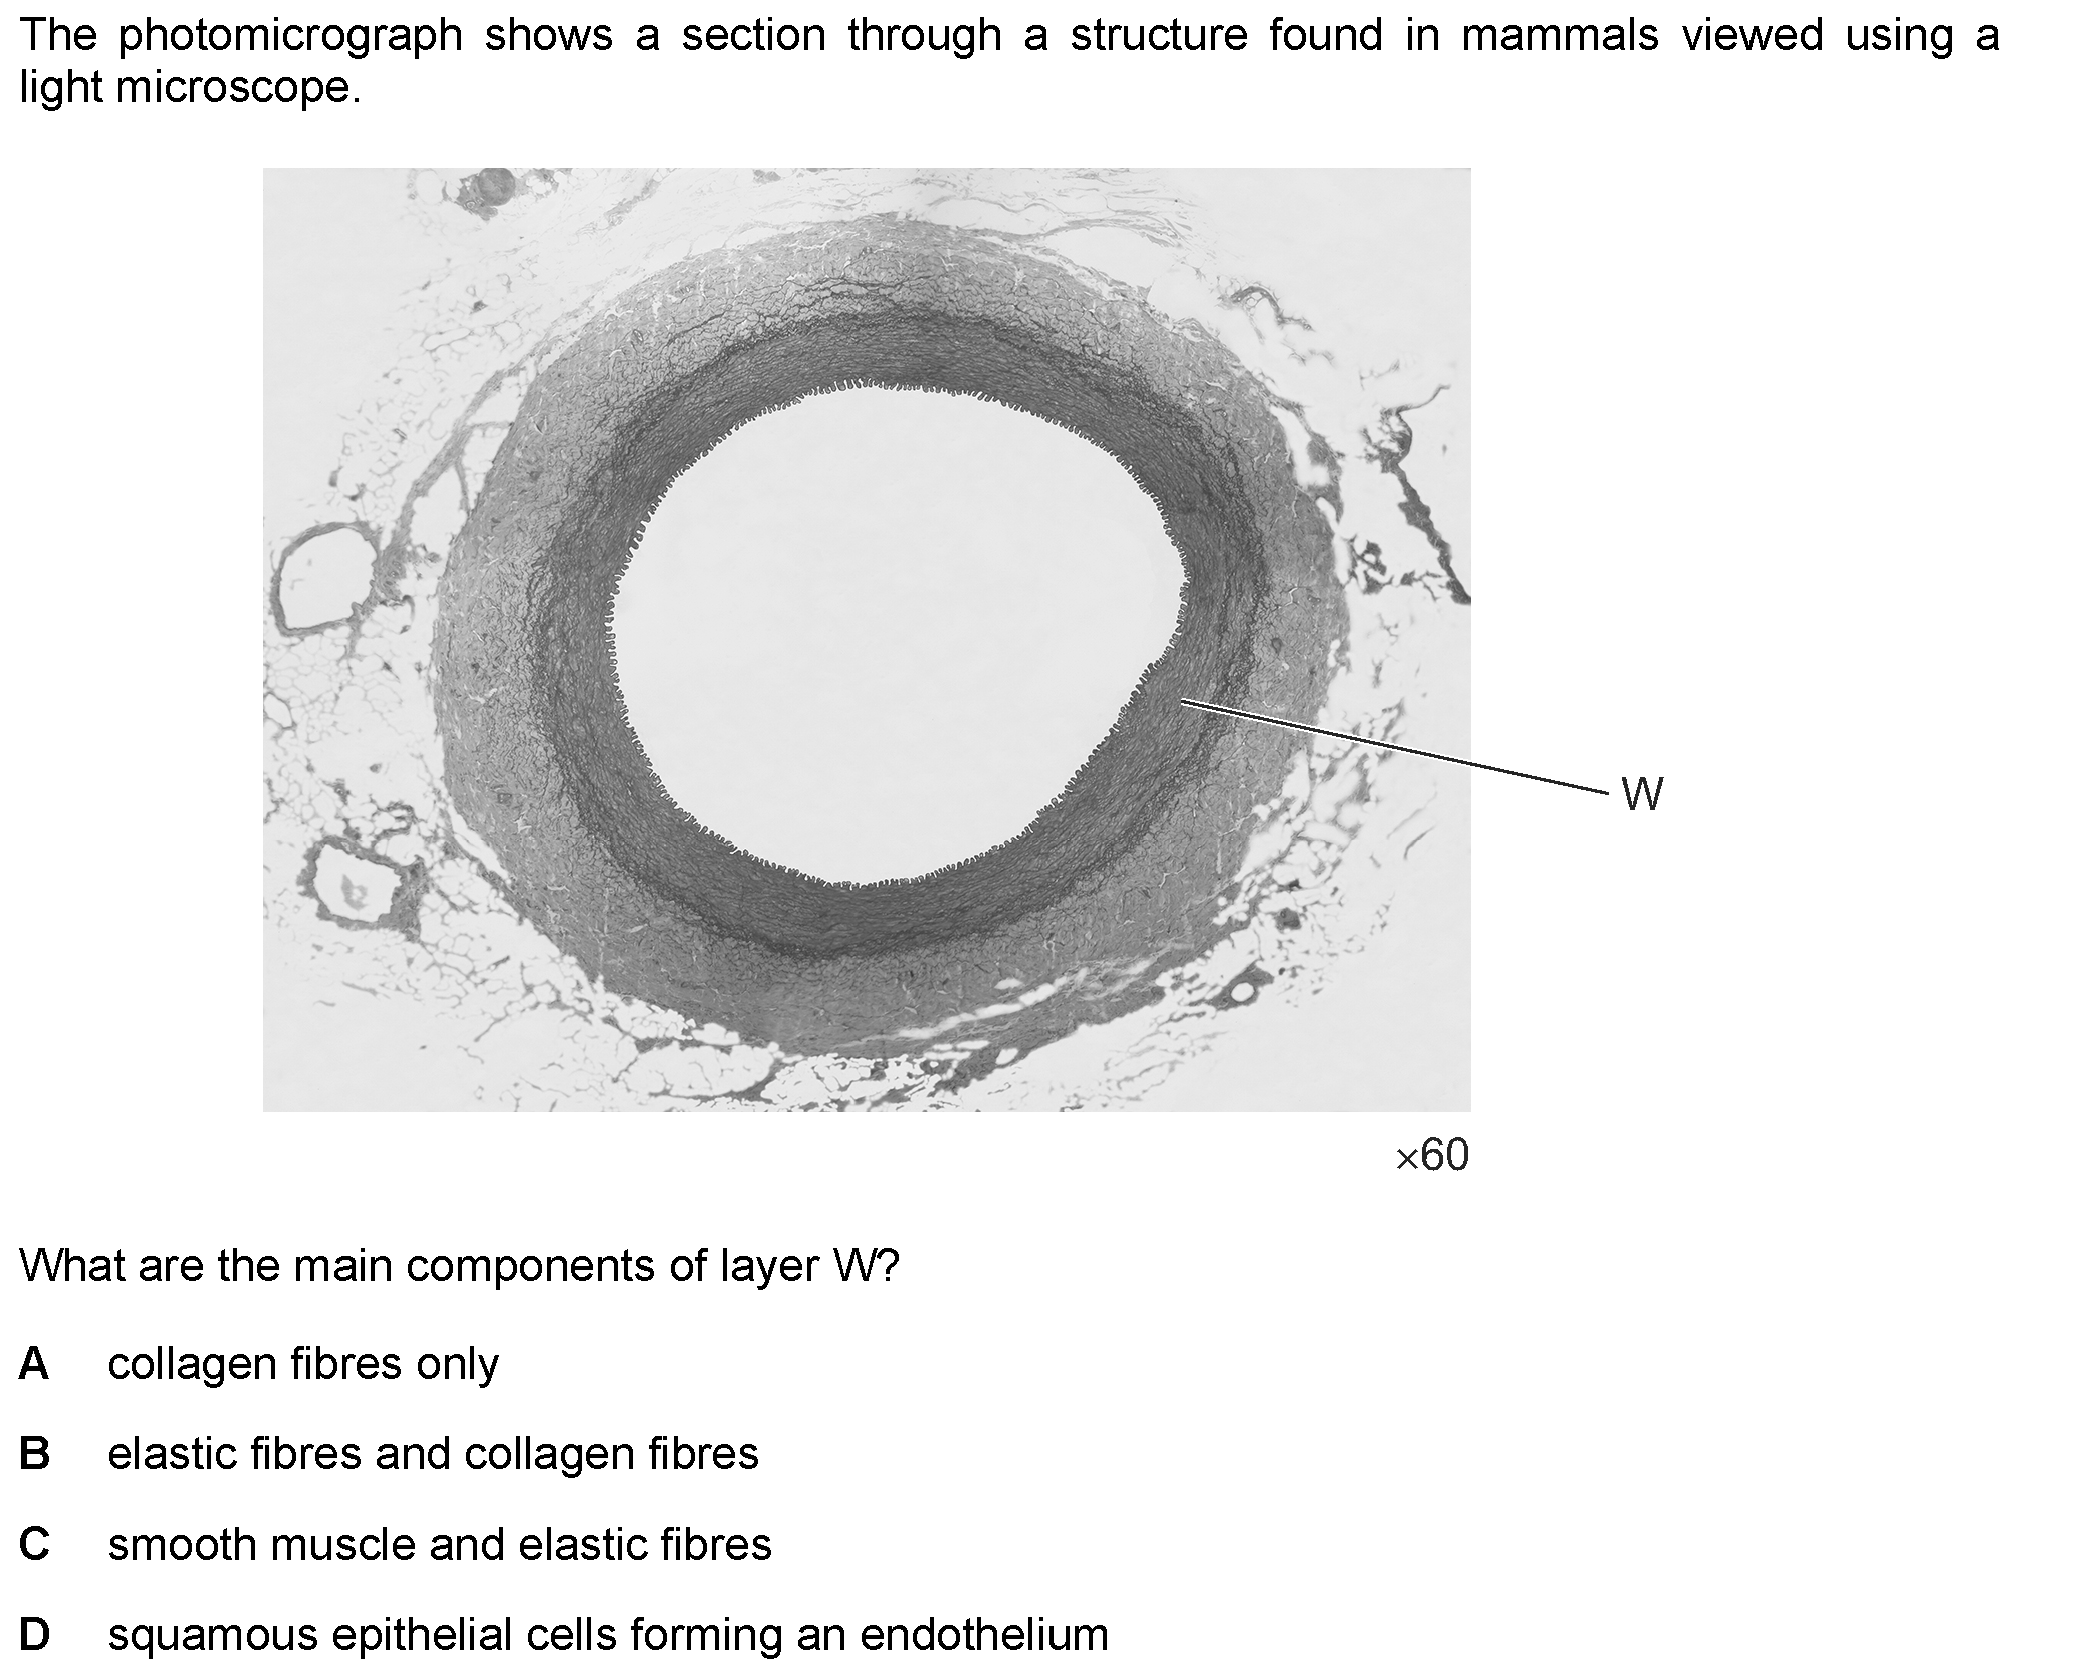 The photomicrograph shows a section through a structure found in mammals viewed using a
light microscope.
W
×60
What are the main components of layer W?
A collagen fibres only
B elastic fibres and collagen fibres
C smooth muscle and elastic fibres
D squamous epithelial cells forming an endothelium